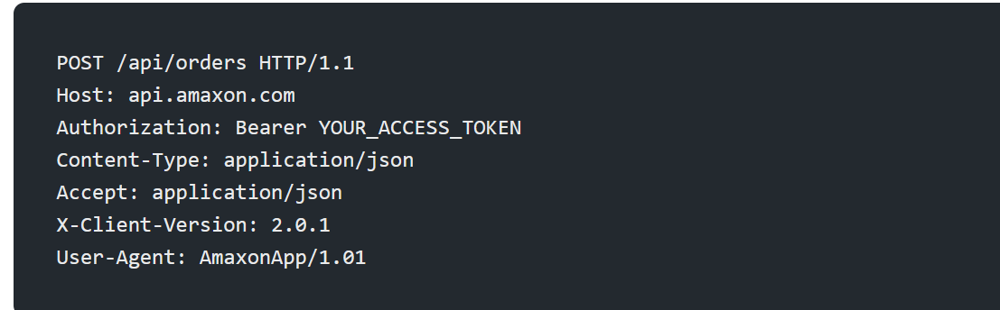 POST /api/orders HTTP/1.1
Host: api.amaxon.com
Authorization: Bearer YOUR_ACCESS_TOKEN
Content-Type: application/json
Accept: application/json
X-Client-Version: 2.0.1
User-Agent: AmaxonApp/1.01